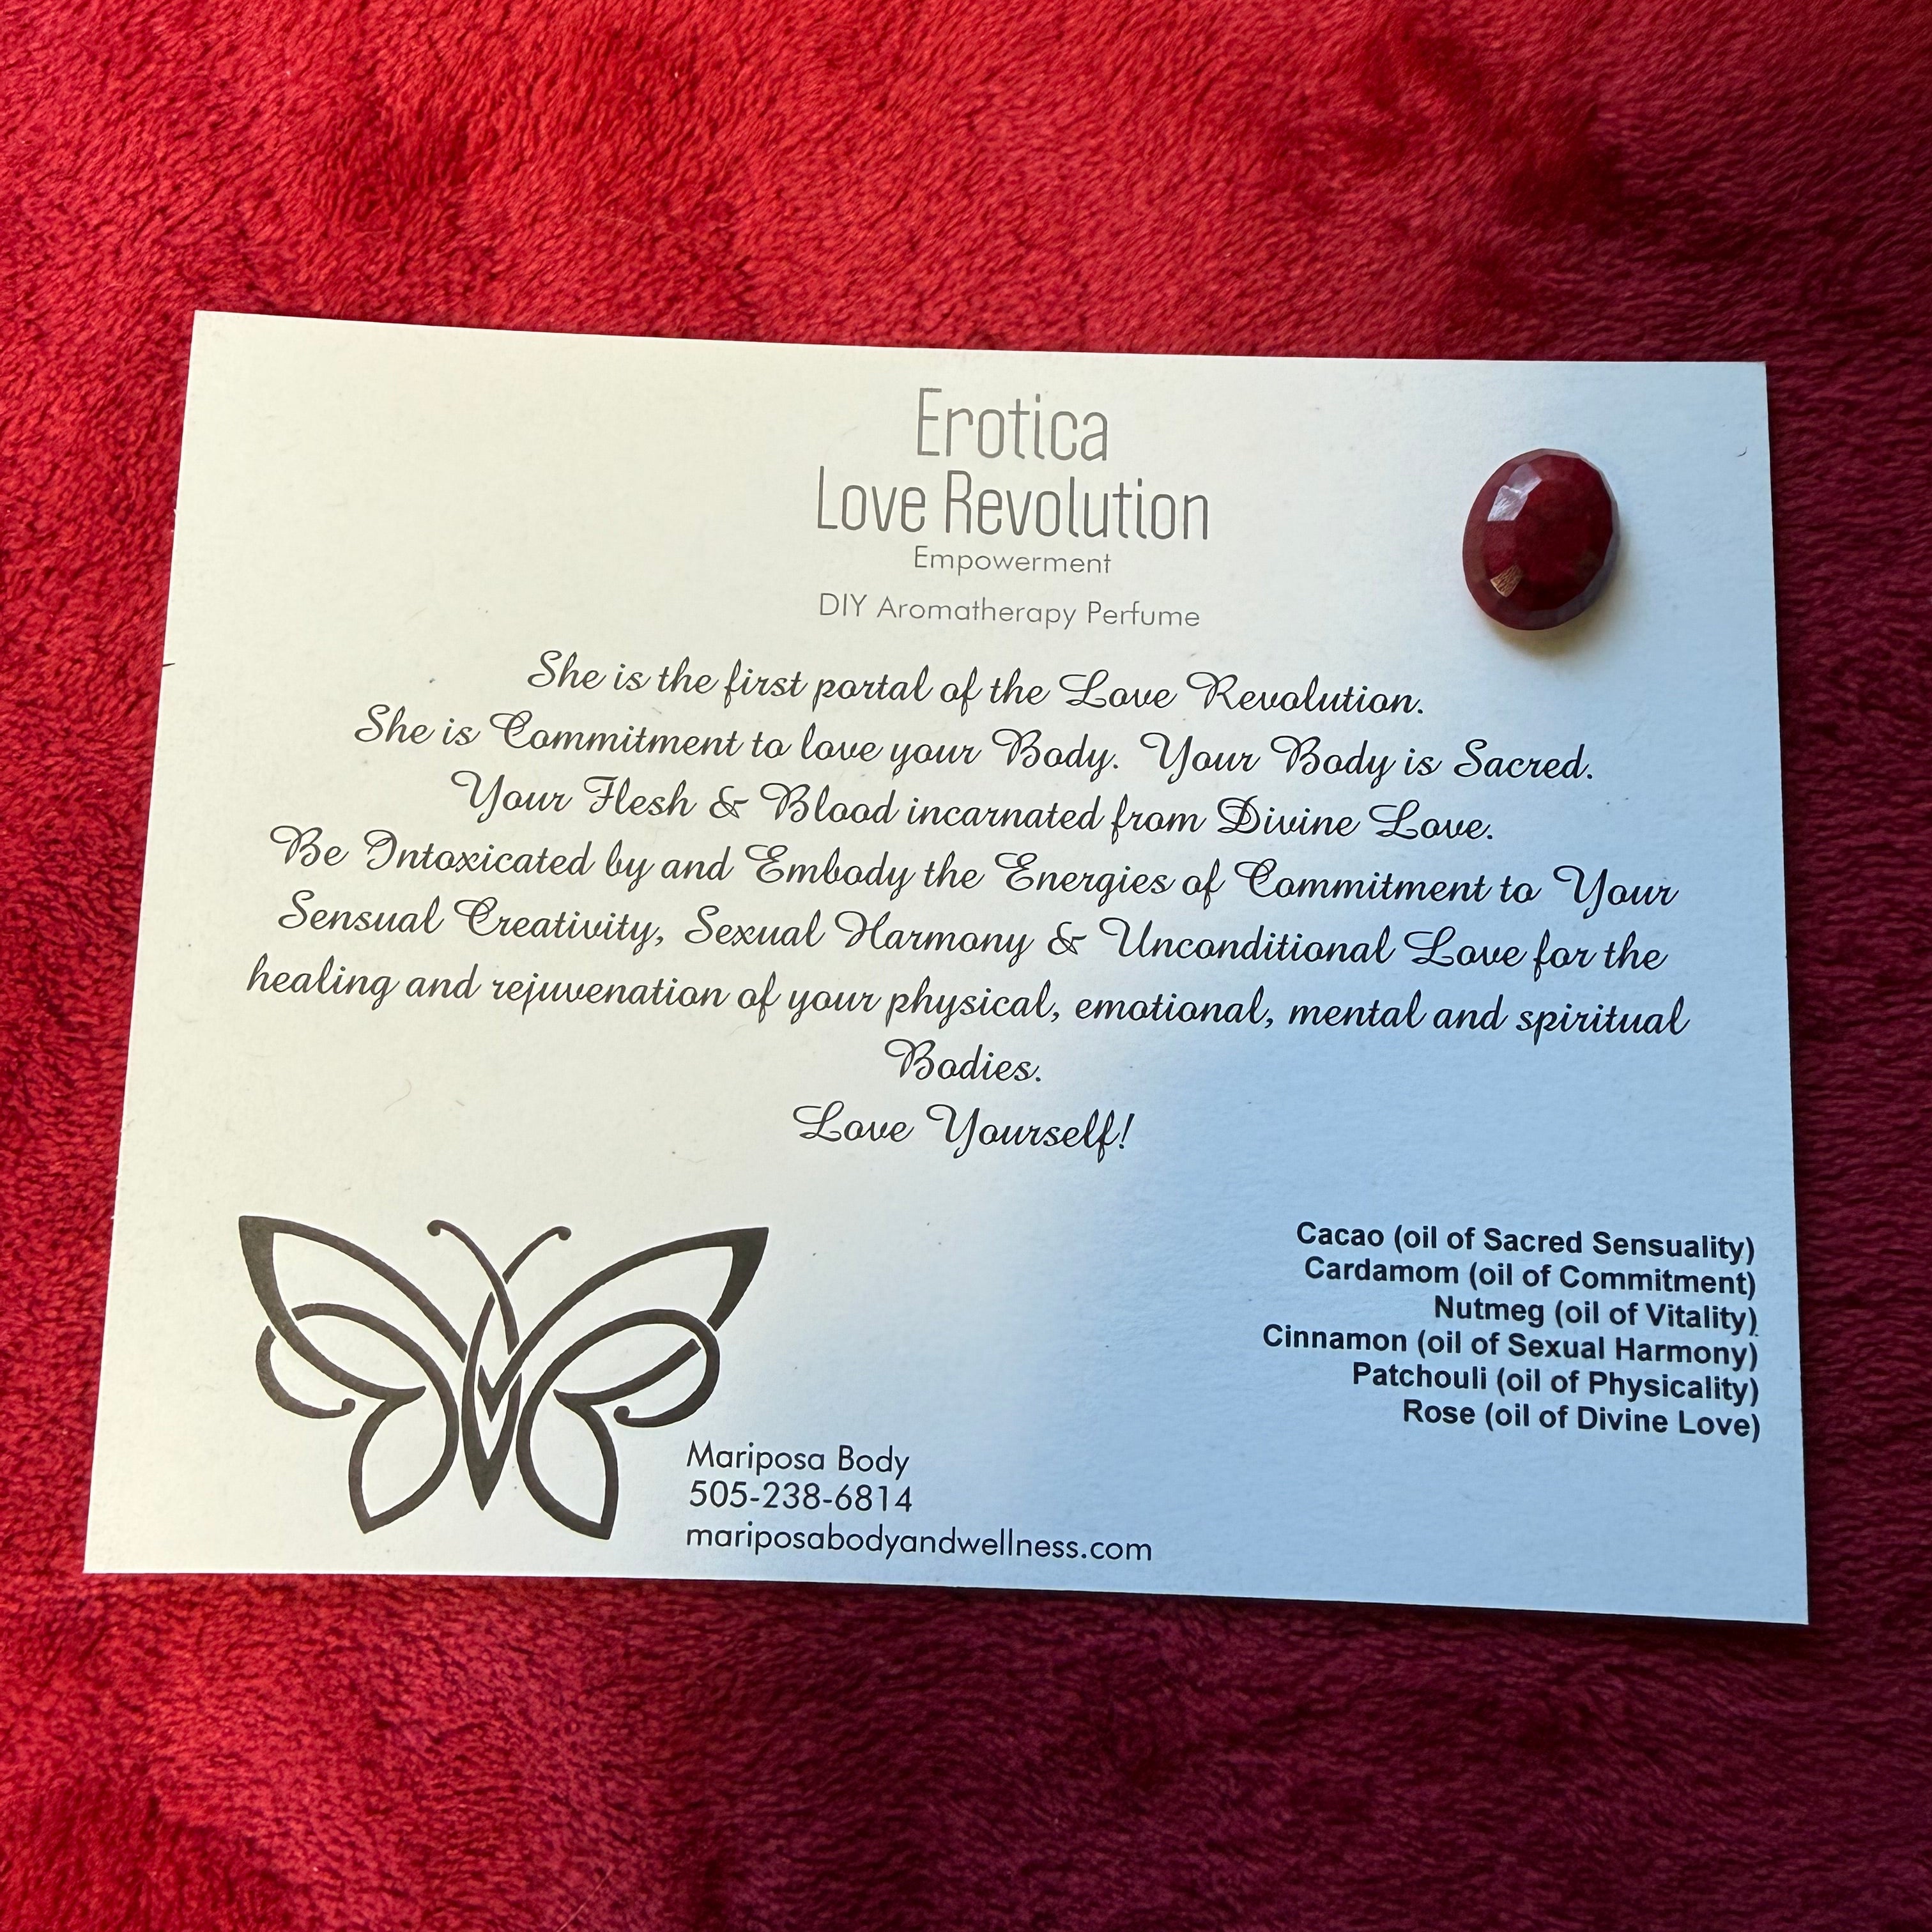 Erotica
Love Revolution
Empowerment
DIY Aromatherapy Perfume
She is the first portal of the Love Revolution.
She is Commitment to love your Body. Your Body is Sacred.
Your Flesh & Blood incarnated from Divine Love.
Be Intoxicated by and Embody the Energies of Commitment to Your
Sensual Creativity, Sexual Harmony & Unconditional Love for the
healing and rejuvenation of your physical, emotional, mental and spiritual
Bodies.
Love Yourself!
Cacao (oil of Sacred Sensuality)
Cardamom (oil of Commitment)
Nutmeg (oil of Vitality)
Cinnamon (oil of Sexual Harmony)
Patchouli (oil of Physicality)
Rose (oil of Divine Love)
Mariposa Body
505-238-6814
mariposabodyandwellness.com